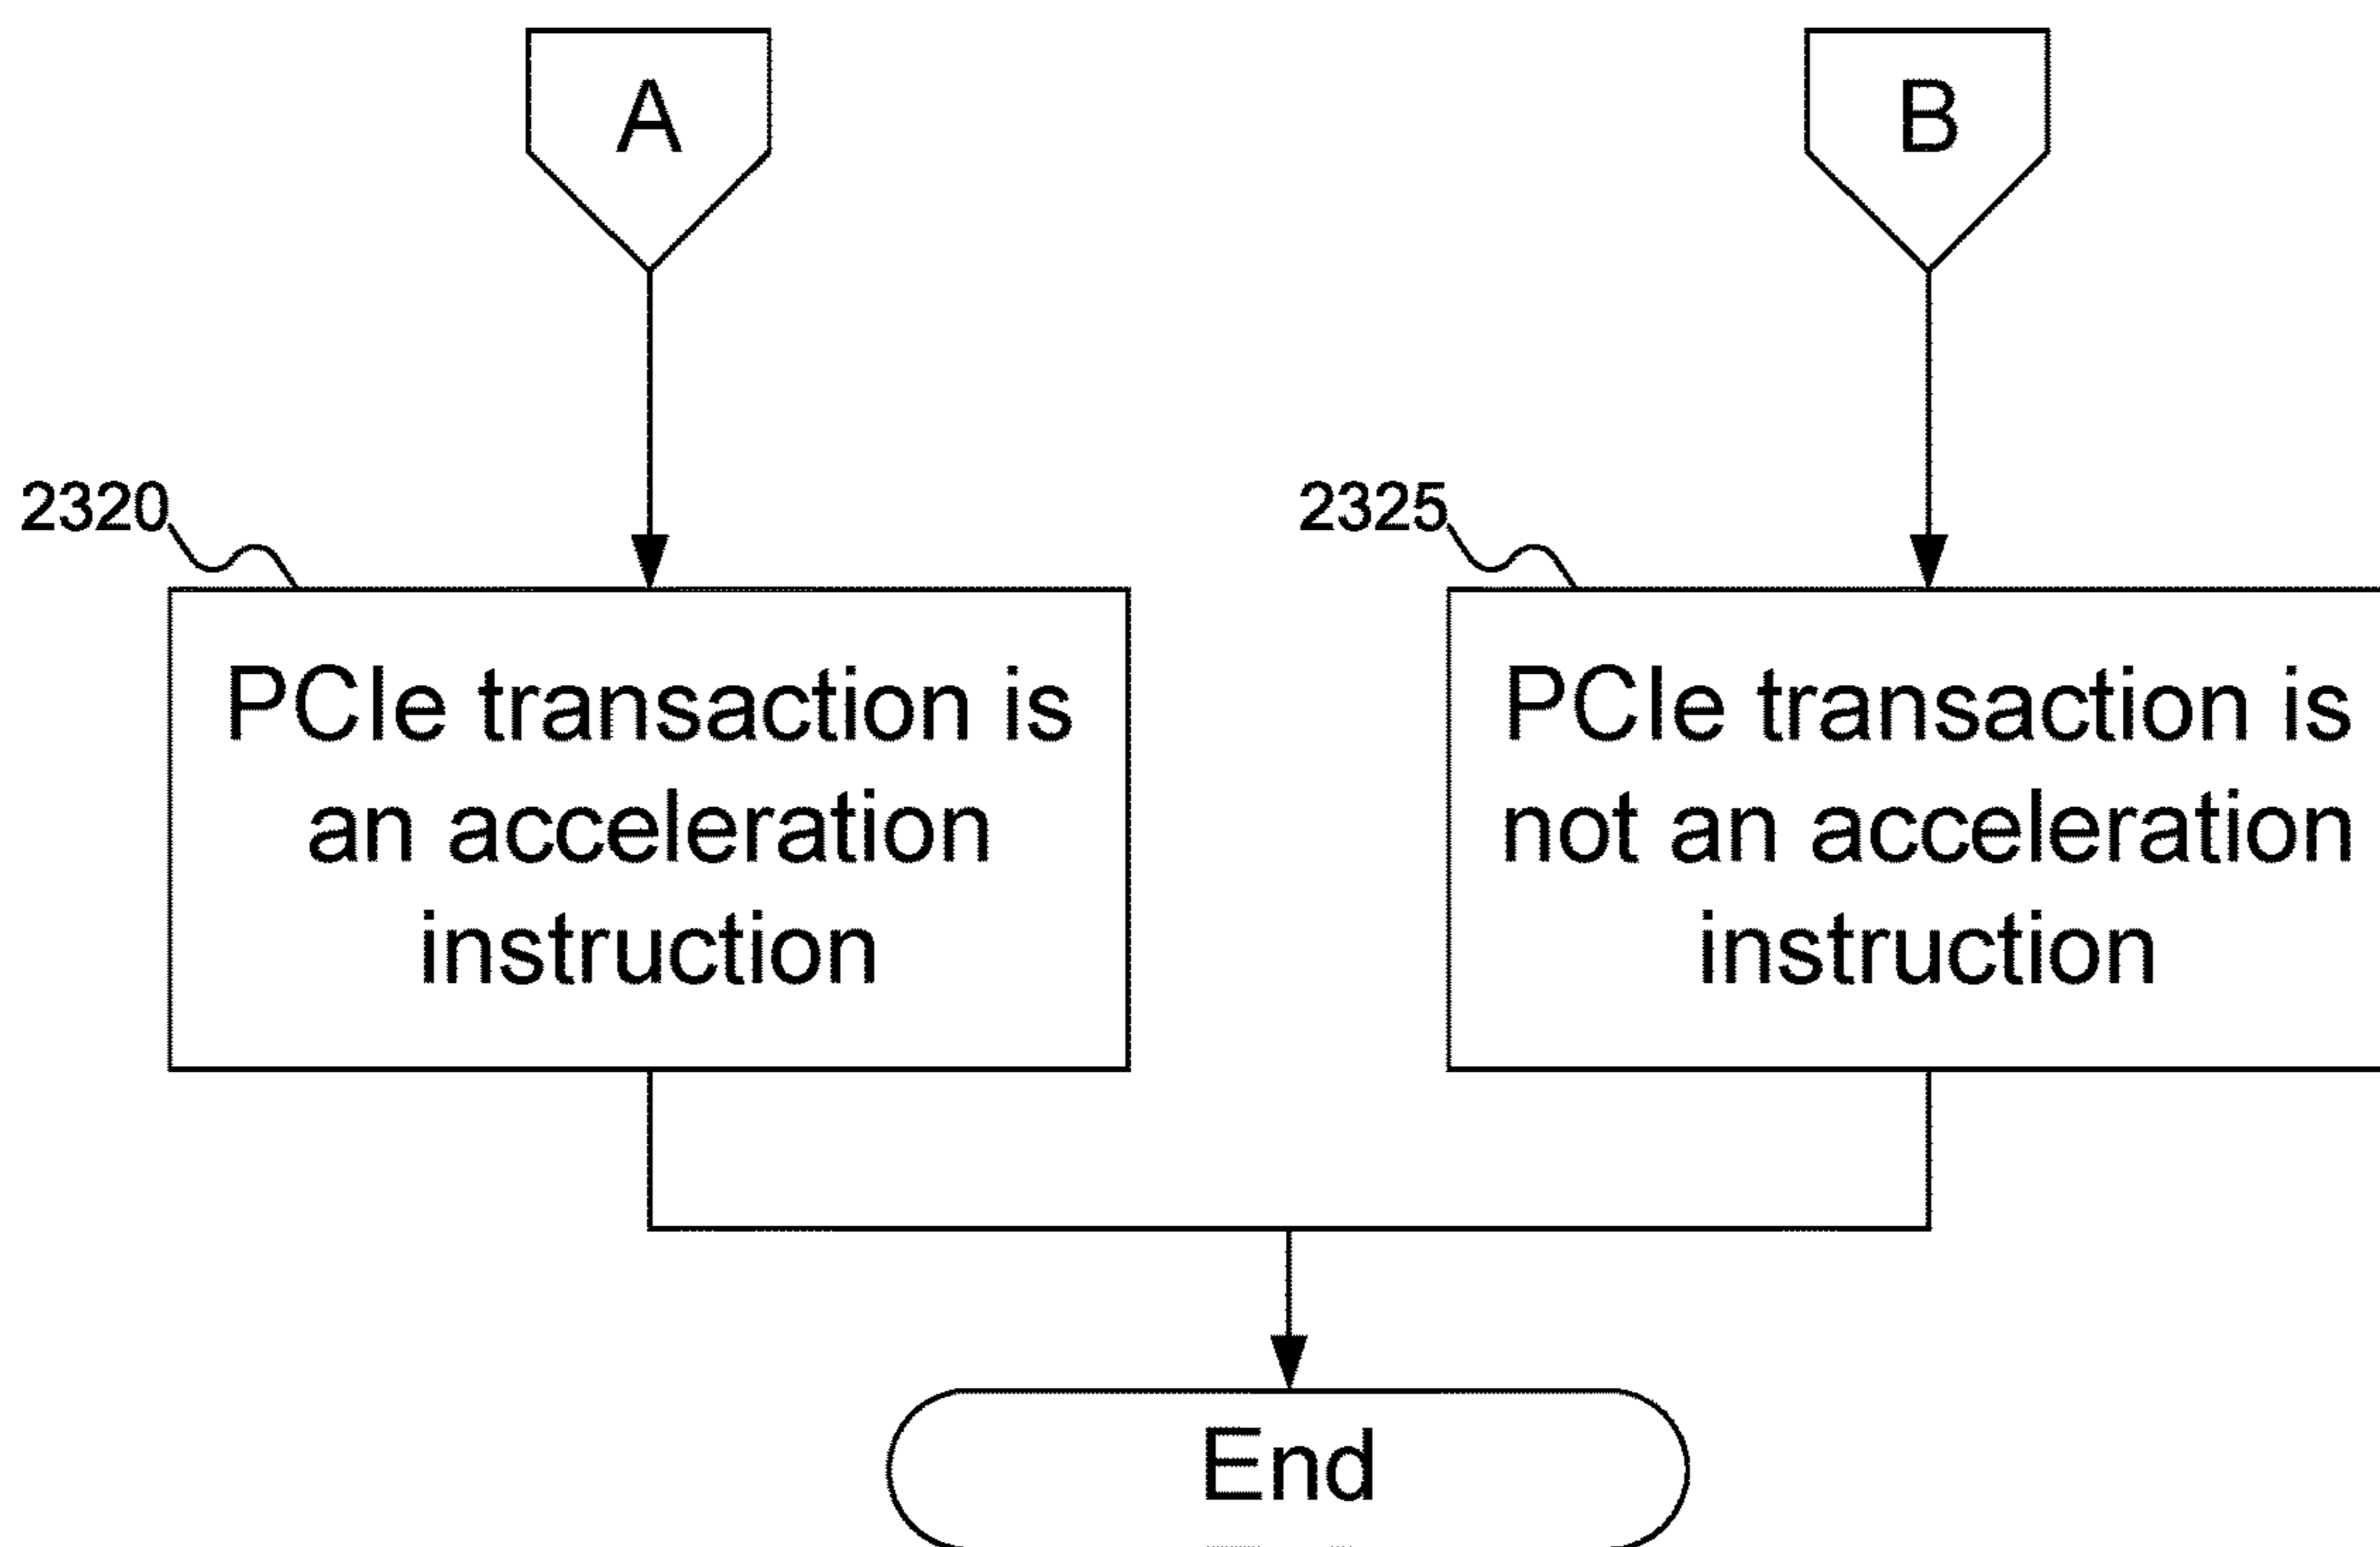 A
B
2320
2325
PCIe transaction is
an acceleration
instruction
PCIe transaction is
not an acceleration
instruction
End